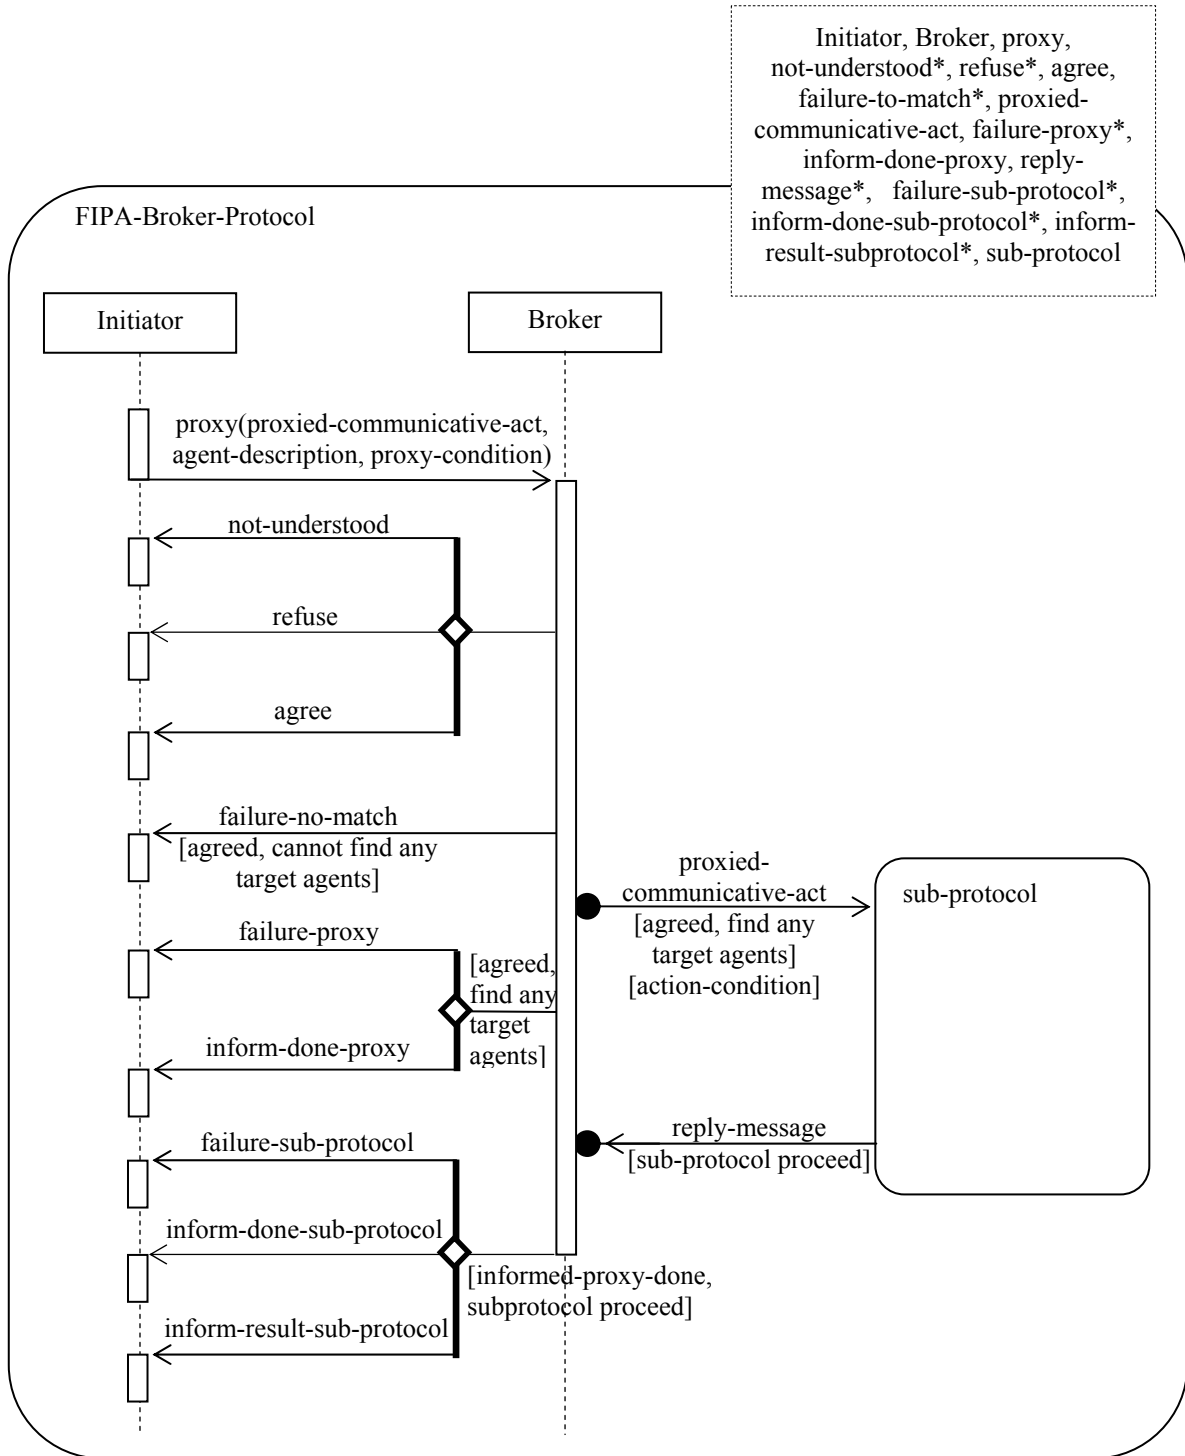 Initiator, Broker, proxy,
not-understood*, refuse*, agree,
failure-to-match*, proxied-
communicative-act, failure-proxy*,
inform-done-proxy, reply-
message*, failure-sub-protocol*,
inform-done-sub-protocol*, inform-
result-subprotocol*, sub-protocol
FIPA-Broker-Protocol
Initiator
Broker
proxy(proxied-communicative-act,
agent-description, proxy-condition)
not-understood
refuse
agree
failure-no-match
[agreed, cannot find any
target agents]
proxied-
communicative-act
[agreed, find any
target agents]
[action-condition]
sub-protocol
failure-proxy
[agreed,
find any
target
agents]
inform-done-proxy
reply-message
[sub-protocol proceed]
failure-sub-protocol
inform-done-sub-protocol
[informed-proxy-done,
subprotocol proceed]
inform-result-sub-protocol